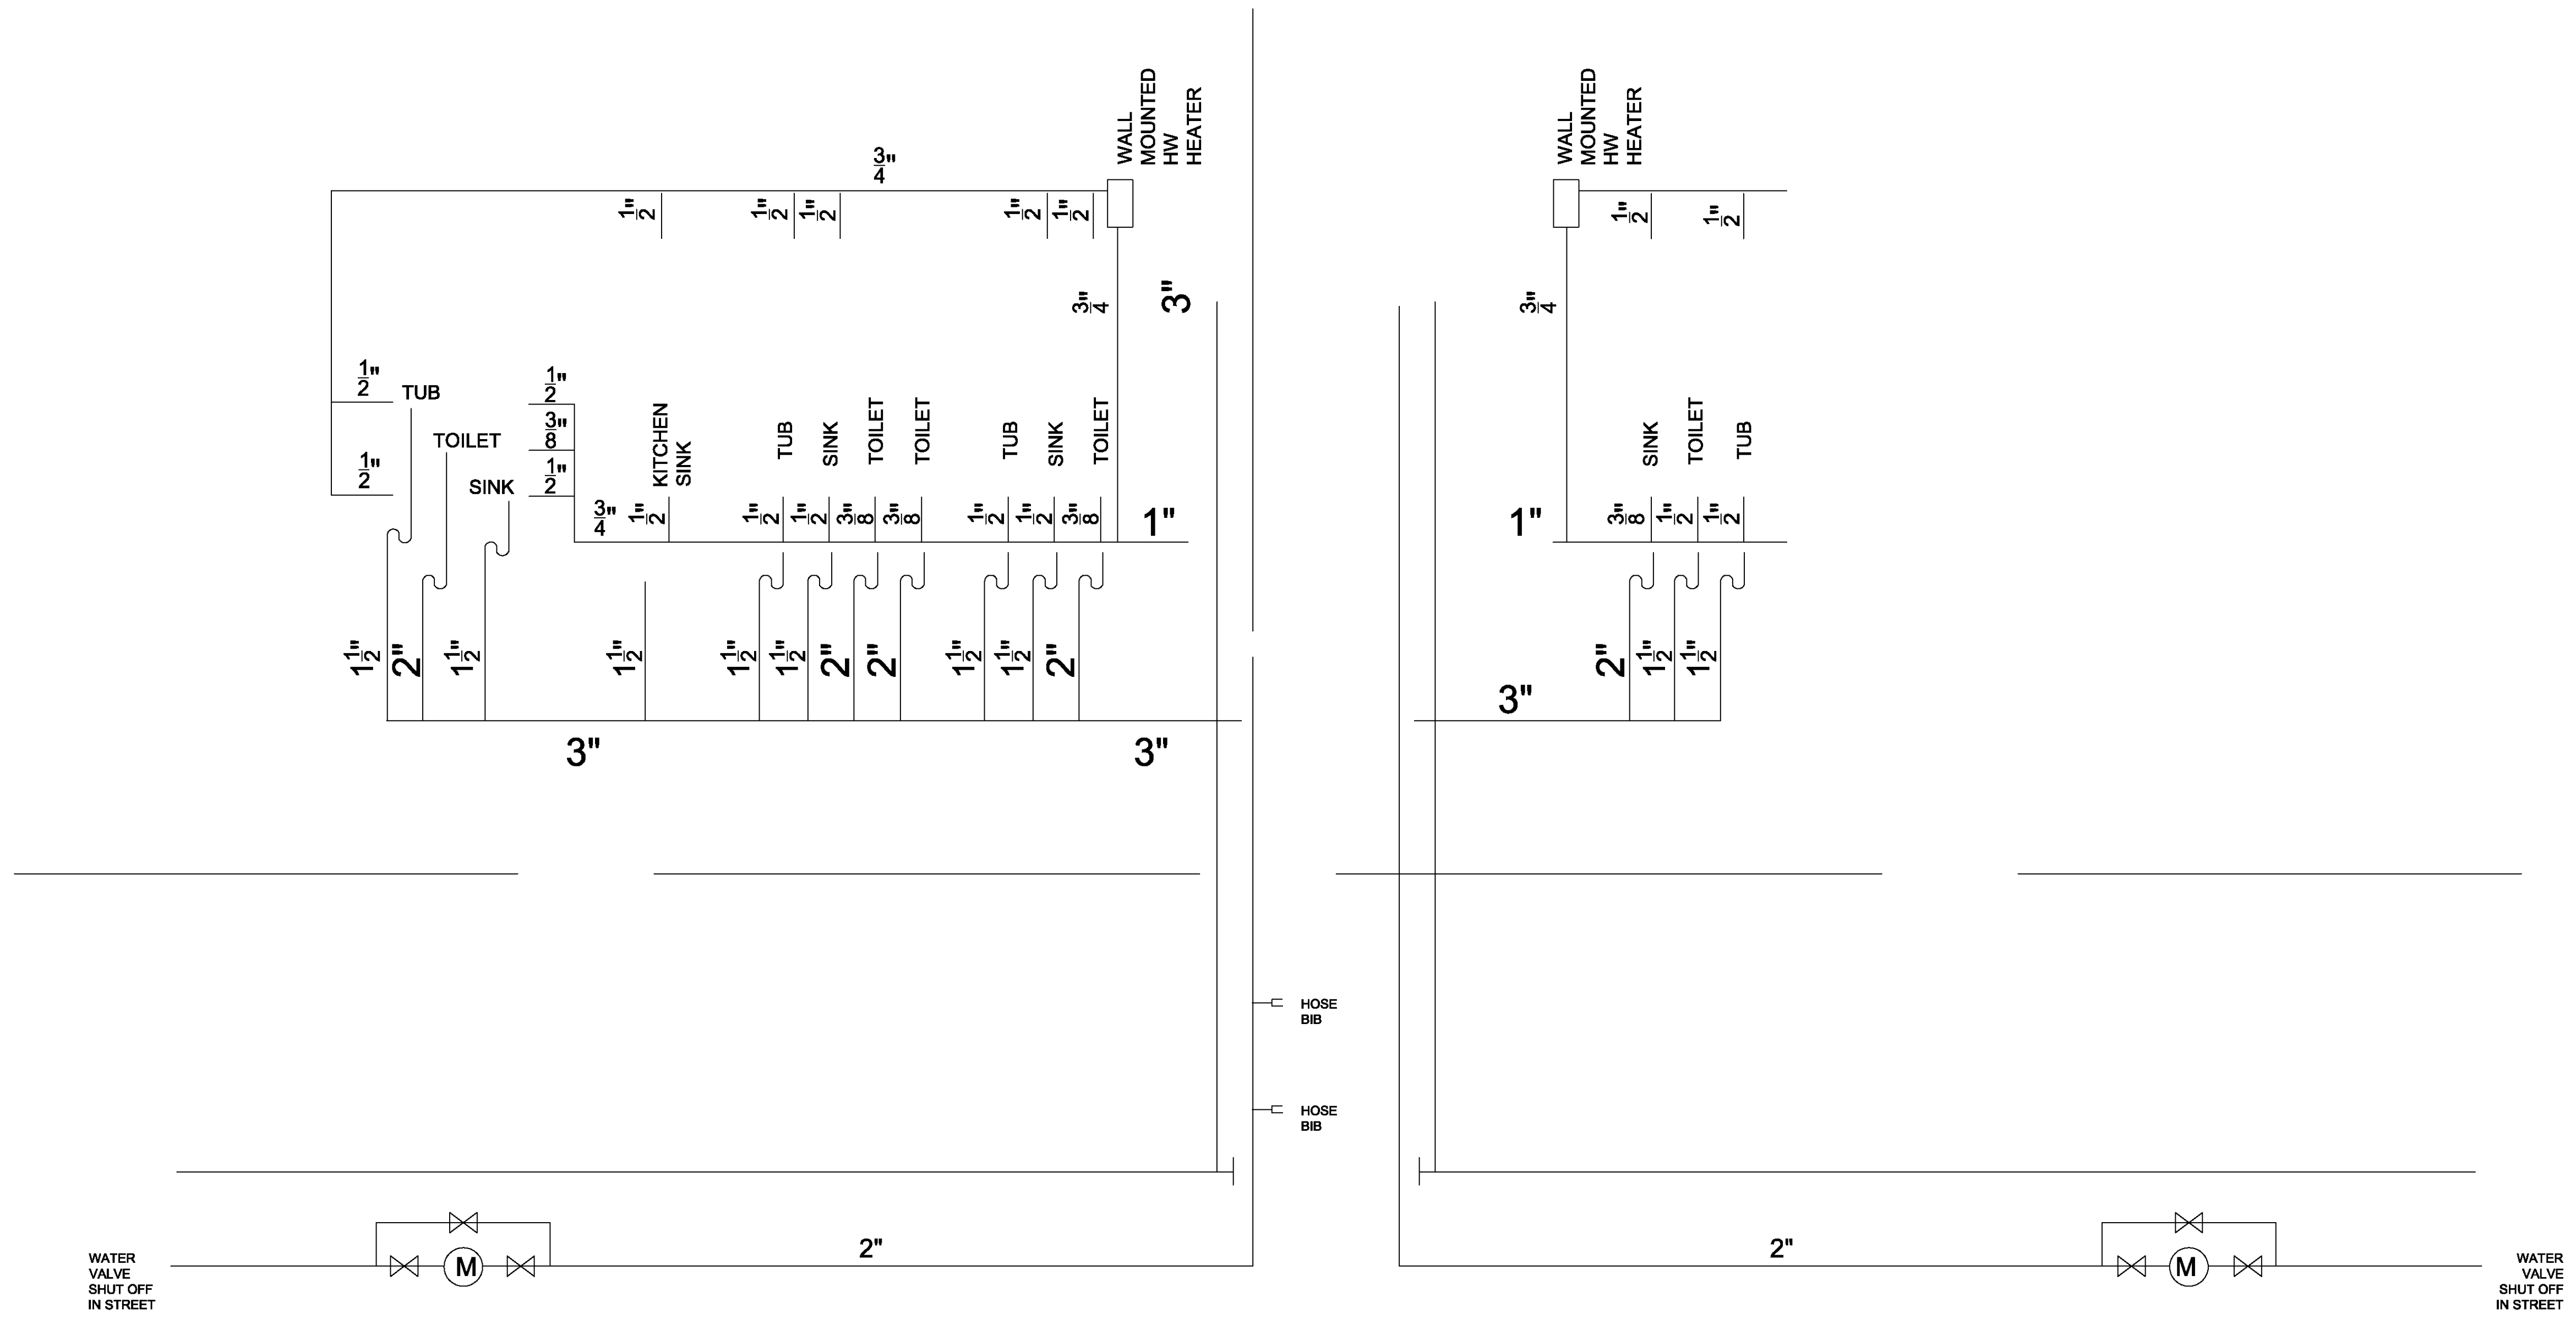 WALL
MOUNTED
HW
HEATER
WALL
MOUNTED
HW
HEATER
3/4"
1/2"
1/2"
1/2"
1/2"
1/2"
1/2"
1/2"
3/4"
3"
3/4"
1/2"
TUB
1/2"
TOILET
3/8"
1/2"
SINK
1/2"
3/4"
KITCHEN
SINK
1/2"
TUB
SINK
TOILET
TOILET
TUB
SINK
TOILET
1/2"
1/2"
3/8"
3/8"
1/2"
1/2"
3/8"
1"
SINK
TOILET
TUB
1"
3/8"
1/2"
1/2"
1 1/2"
2"
1 1/2"
1 1/2"
1 1/2"
1 1/2"
2"
2"
1 1/2"
1 1/2"
2"
2"
1 1/2"
1 1/2"
3"
3"
3"
HOSE
BIB
HOSE
BIB
WATER
VALVE
SHUT OFF
IN STREET
M
2"
2"
M
WATER
VALVE
SHUT OFF
IN STREET